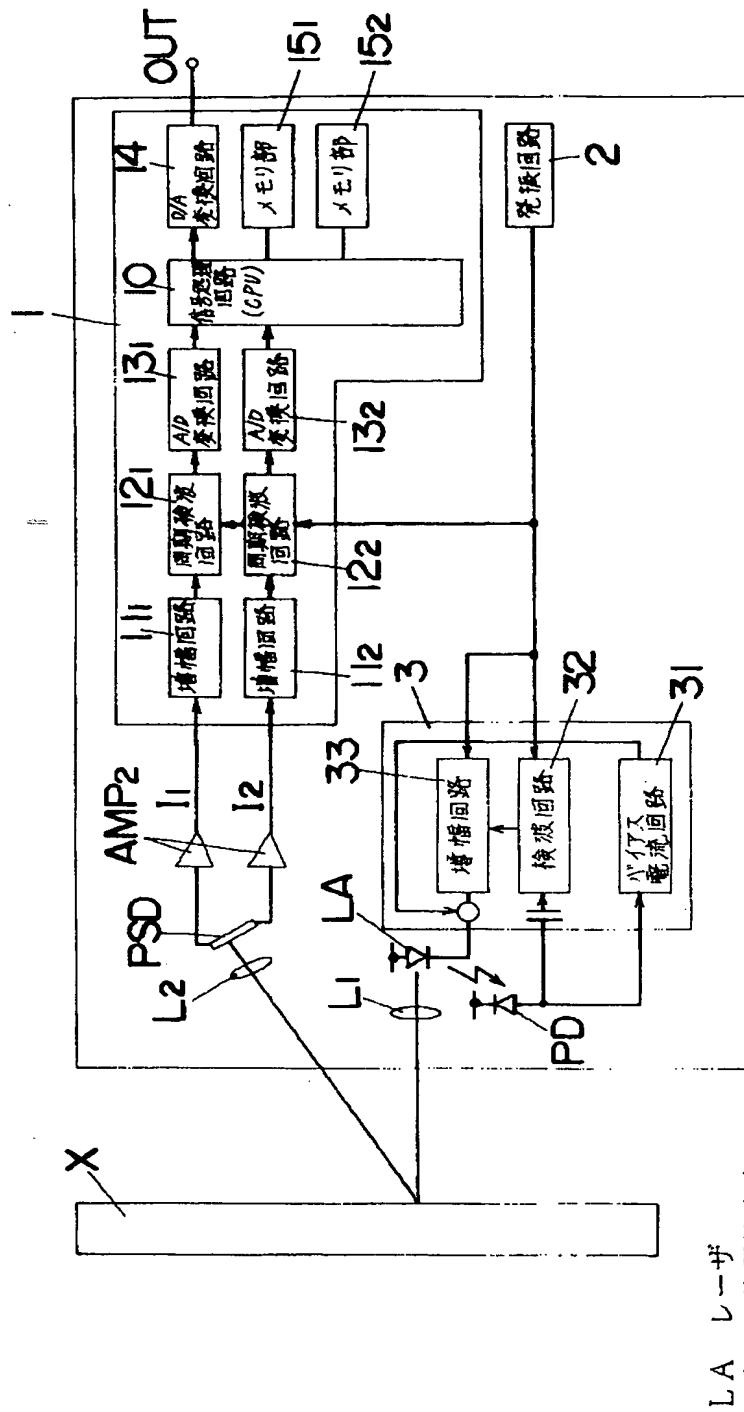 1
OUT
14
D/A
変換回路
151
メモリ部
152
メモリ部
10
信号処理
回路
(CPU)
131
A/D
変換回路
132
A/D
変換回路
121
周期検波
回路
122
周期検波
回路
111
増幅回路
112
増幅回路
2
発振回路
AMP2
I1
I2
PSD
L2
3
33
増幅回路
32
検波回路
31
バイアス
電流回路
LA
L1
PD
X
LA レーザ